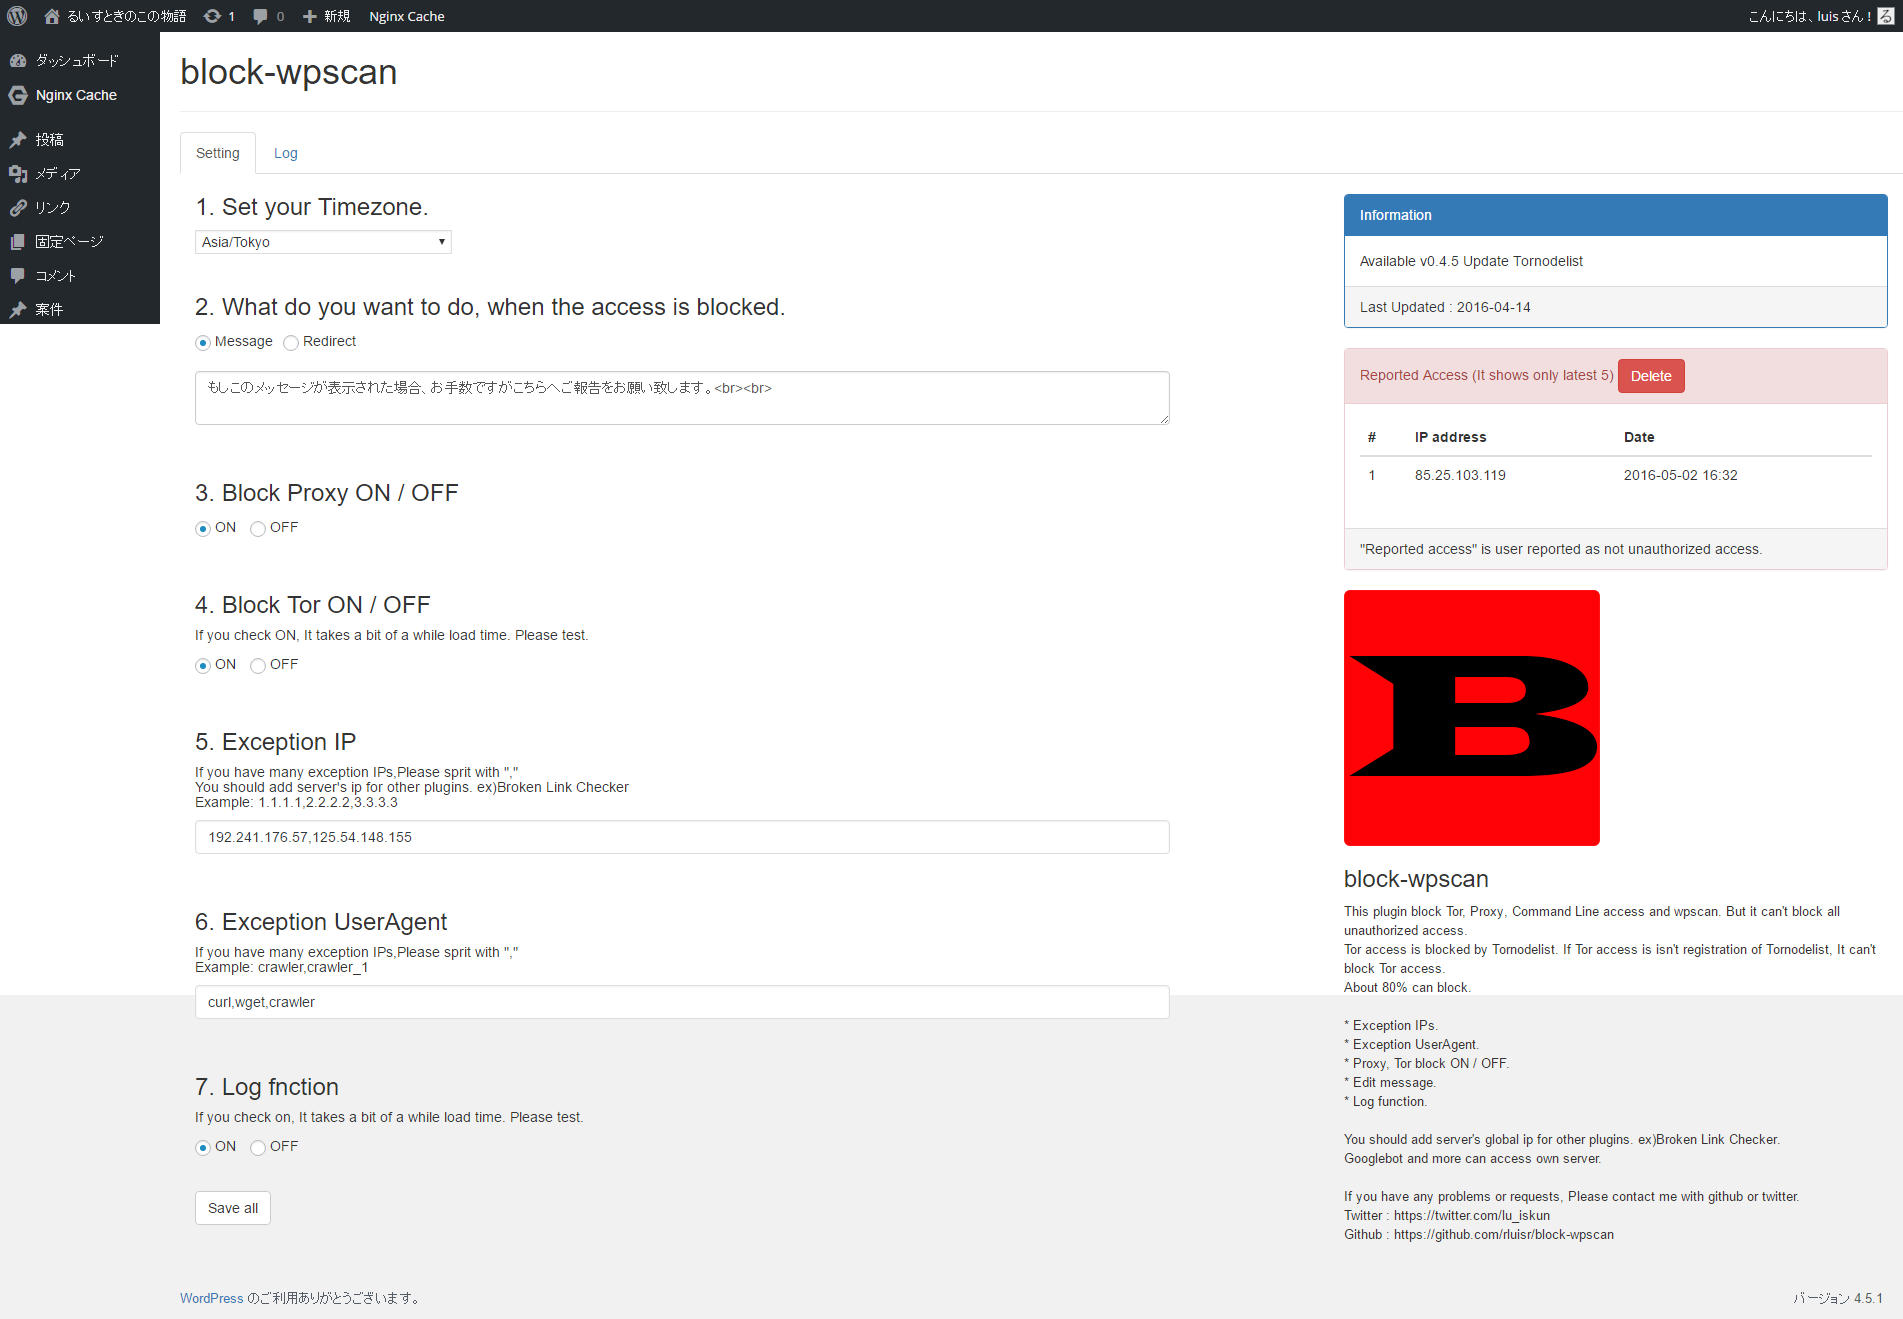 るいすときのこの物語 1 0 新規 Nginx Cache こんにちは、luisさん !
ダッシュボード
Nginx Cache
投稿
メディア
リンク
固定ページ
コメント
案件
block-wpscan
Setting Log
1. Set your Timezone.
Asia/Tokyo
2. What do you want to do, when the access is blocked.
Message Redirect
もしこのメッセージが表示された場合、お手数ですがこちらへご報告をお願い致します。<br><br>
3. Block Proxy ON / OFF
ON OFF
4. Block Tor ON / OFF
If you check ON, It takes a bit of a while load time. Please test.
ON OFF
5. Exception IP
If you have many exception IPs,Please sprit with ","
You should add server's ip for other plugins. ex)Broken Link Checker
Example: 1.1.1.1,2.2.2.2,3.3.3.3
192.241.176.57,125.54.148.155
6. Exception UserAgent
If you have many exception IPs,Please sprit with ","
Example: crawler,crawler_1
curl,wget,crawler
7. Log fnction
If you check on, It takes a bit of a while load time. Please test.
ON OFF
Save all
Information
Available v0.4.5 Update Tornodelist
Last Updated : 2016-04-14
Reported Access (It shows only latest 5) Delete
# IP address Date
1 85.25.103.119 2016-05-02 16:32
"Reported access" is user reported as not unauthorized access.
B
block-wpscan
This plugin block Tor, Proxy, Command Line access and wpscan. But it can't block all
unauthorized access.
Tor access is blocked by Tornodelist. If Tor access is isn't registration of Tornodelist, It can't
block Tor access.
About 80% can block.
* Exception IPs.
* Exception UserAgent.
* Proxy, Tor block ON / OFF.
* Edit message.
* Log function.
You should add server's global ip for other plugins. ex)Broken Link Checker.
Googlebot and more can access own server.
If you have any problems or requests, Please contact me with github or twitter.
Twitter : https://twitter.com/lu_iskun
Github : https://github.com/rluisr/block-wpscan
WordPress のご利用ありがとうございます。
バージョン 4.5.1